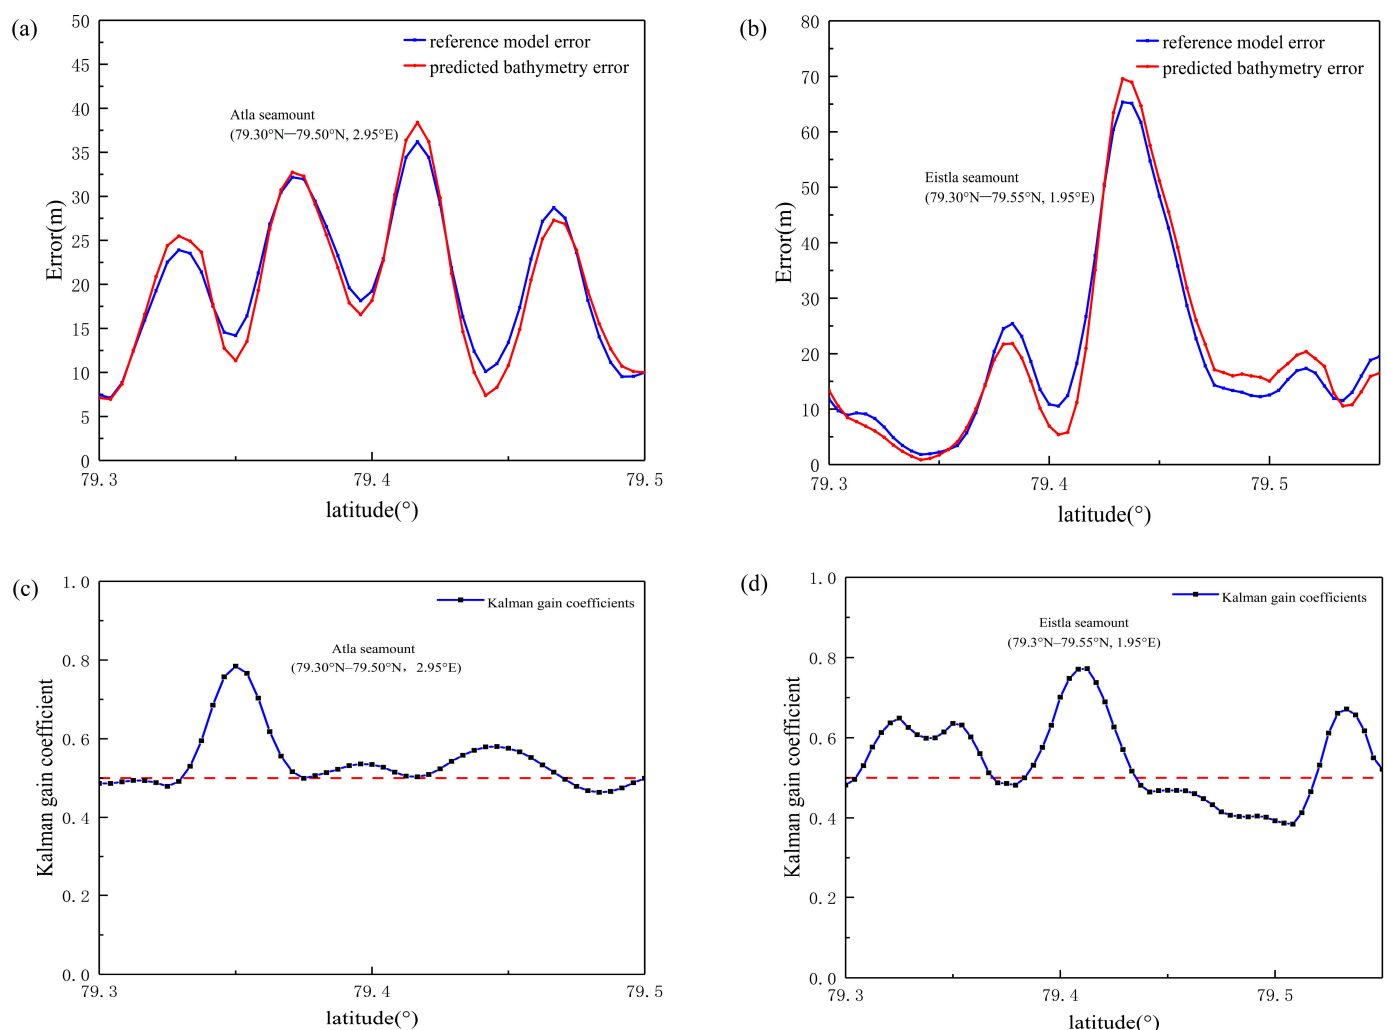 (a)
50
45
40
35
30
25
20
15
10
5
0
Error(m)
reference model error
predicted bathymetry error
Atla seamount
(79.30°N—79.50°N, 2.95°E)
79.3
79.4
79.5
latitude(°)
(b)
80
70
60
50
40
30
20
10
0
Error(m)
reference model error
predicted bathymetry error
Eistla seamount
(79.30°N—79.55°N, 1.95°E)
79.3
79.4
79.5
latitude(°)
(c)
1.0
0.8
0.6
0.4
0.2
0.0
Kalman gain coefficient
Kalman gain coefficients
Atla seamount
(79.30°N–79.50°N, 2.95°E)
79.3
79.4
79.5
latitude(°)
(d)
1.0
0.8
0.6
0.4
0.2
0.0
Kalman gain coefficient
Kalman gain coefficients
Eistla seamount
(79.3°N–79.55°N, 1.95°E)
79.3
79.4
79.5
latitude(°)